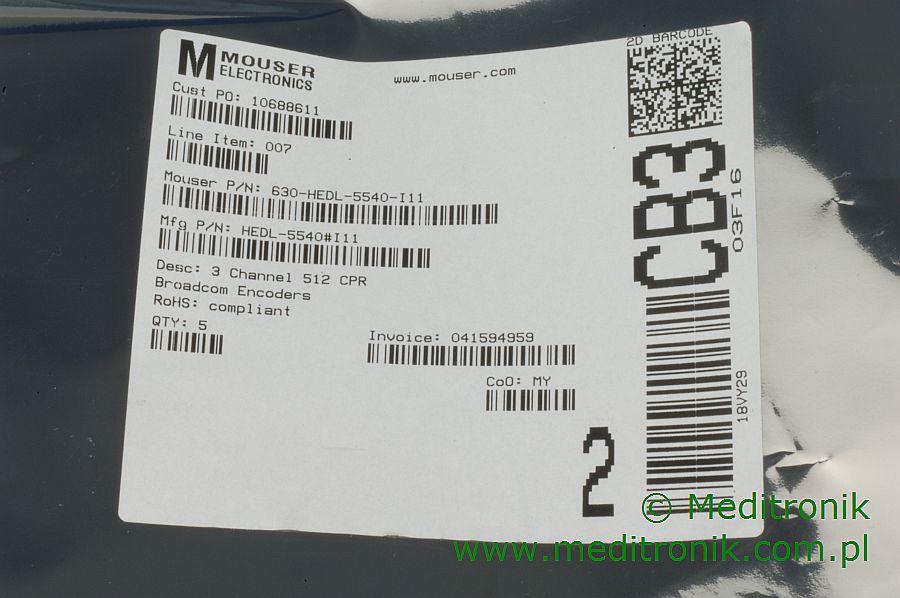 M MOUSER
ELECTRONICS
www.mouser.com
2D BARCODE
Cust PO: 10688611
Line Item: 007
Mouser P/N: 630-HEDL-5540-I11
Mfg P/N: HEDL-5540#I11
Desc: 3 Channel 512 CPR
Broadcom Encoders
RoHS: compliant
QTY: 5
Invoice: 041594959
CoO: MY
2
CB3
03F16
18VY29
© Meditronik
www.meditronik.com.pl